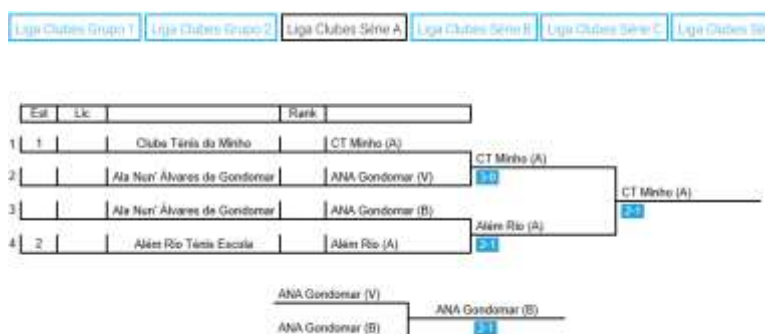 Liga Clubes Grupo 1 Liga Clubes Grupo 2 Liga Clubes Série A Liga Clubes Série B Liga Clubes Série C Liga Clubes
Est Lic Rank
1 1 Clube Ténis do Minho CT Minho (A)
CT Minho (A)
2 Ala Nun' Álvares de Gondomar ANA Gondomar (V)
3-0
CT Minho (A)
3 Ala Nun' Álvares de Gondomar ANA Gondomar (B)
2-1
Além Rio (A)
4 2 Além Rio Ténis Escola Além Rio (A)
2-1
ANA Gondomar (V)
ANA Gondomar (B)
ANA Gondomar (B)
2-1